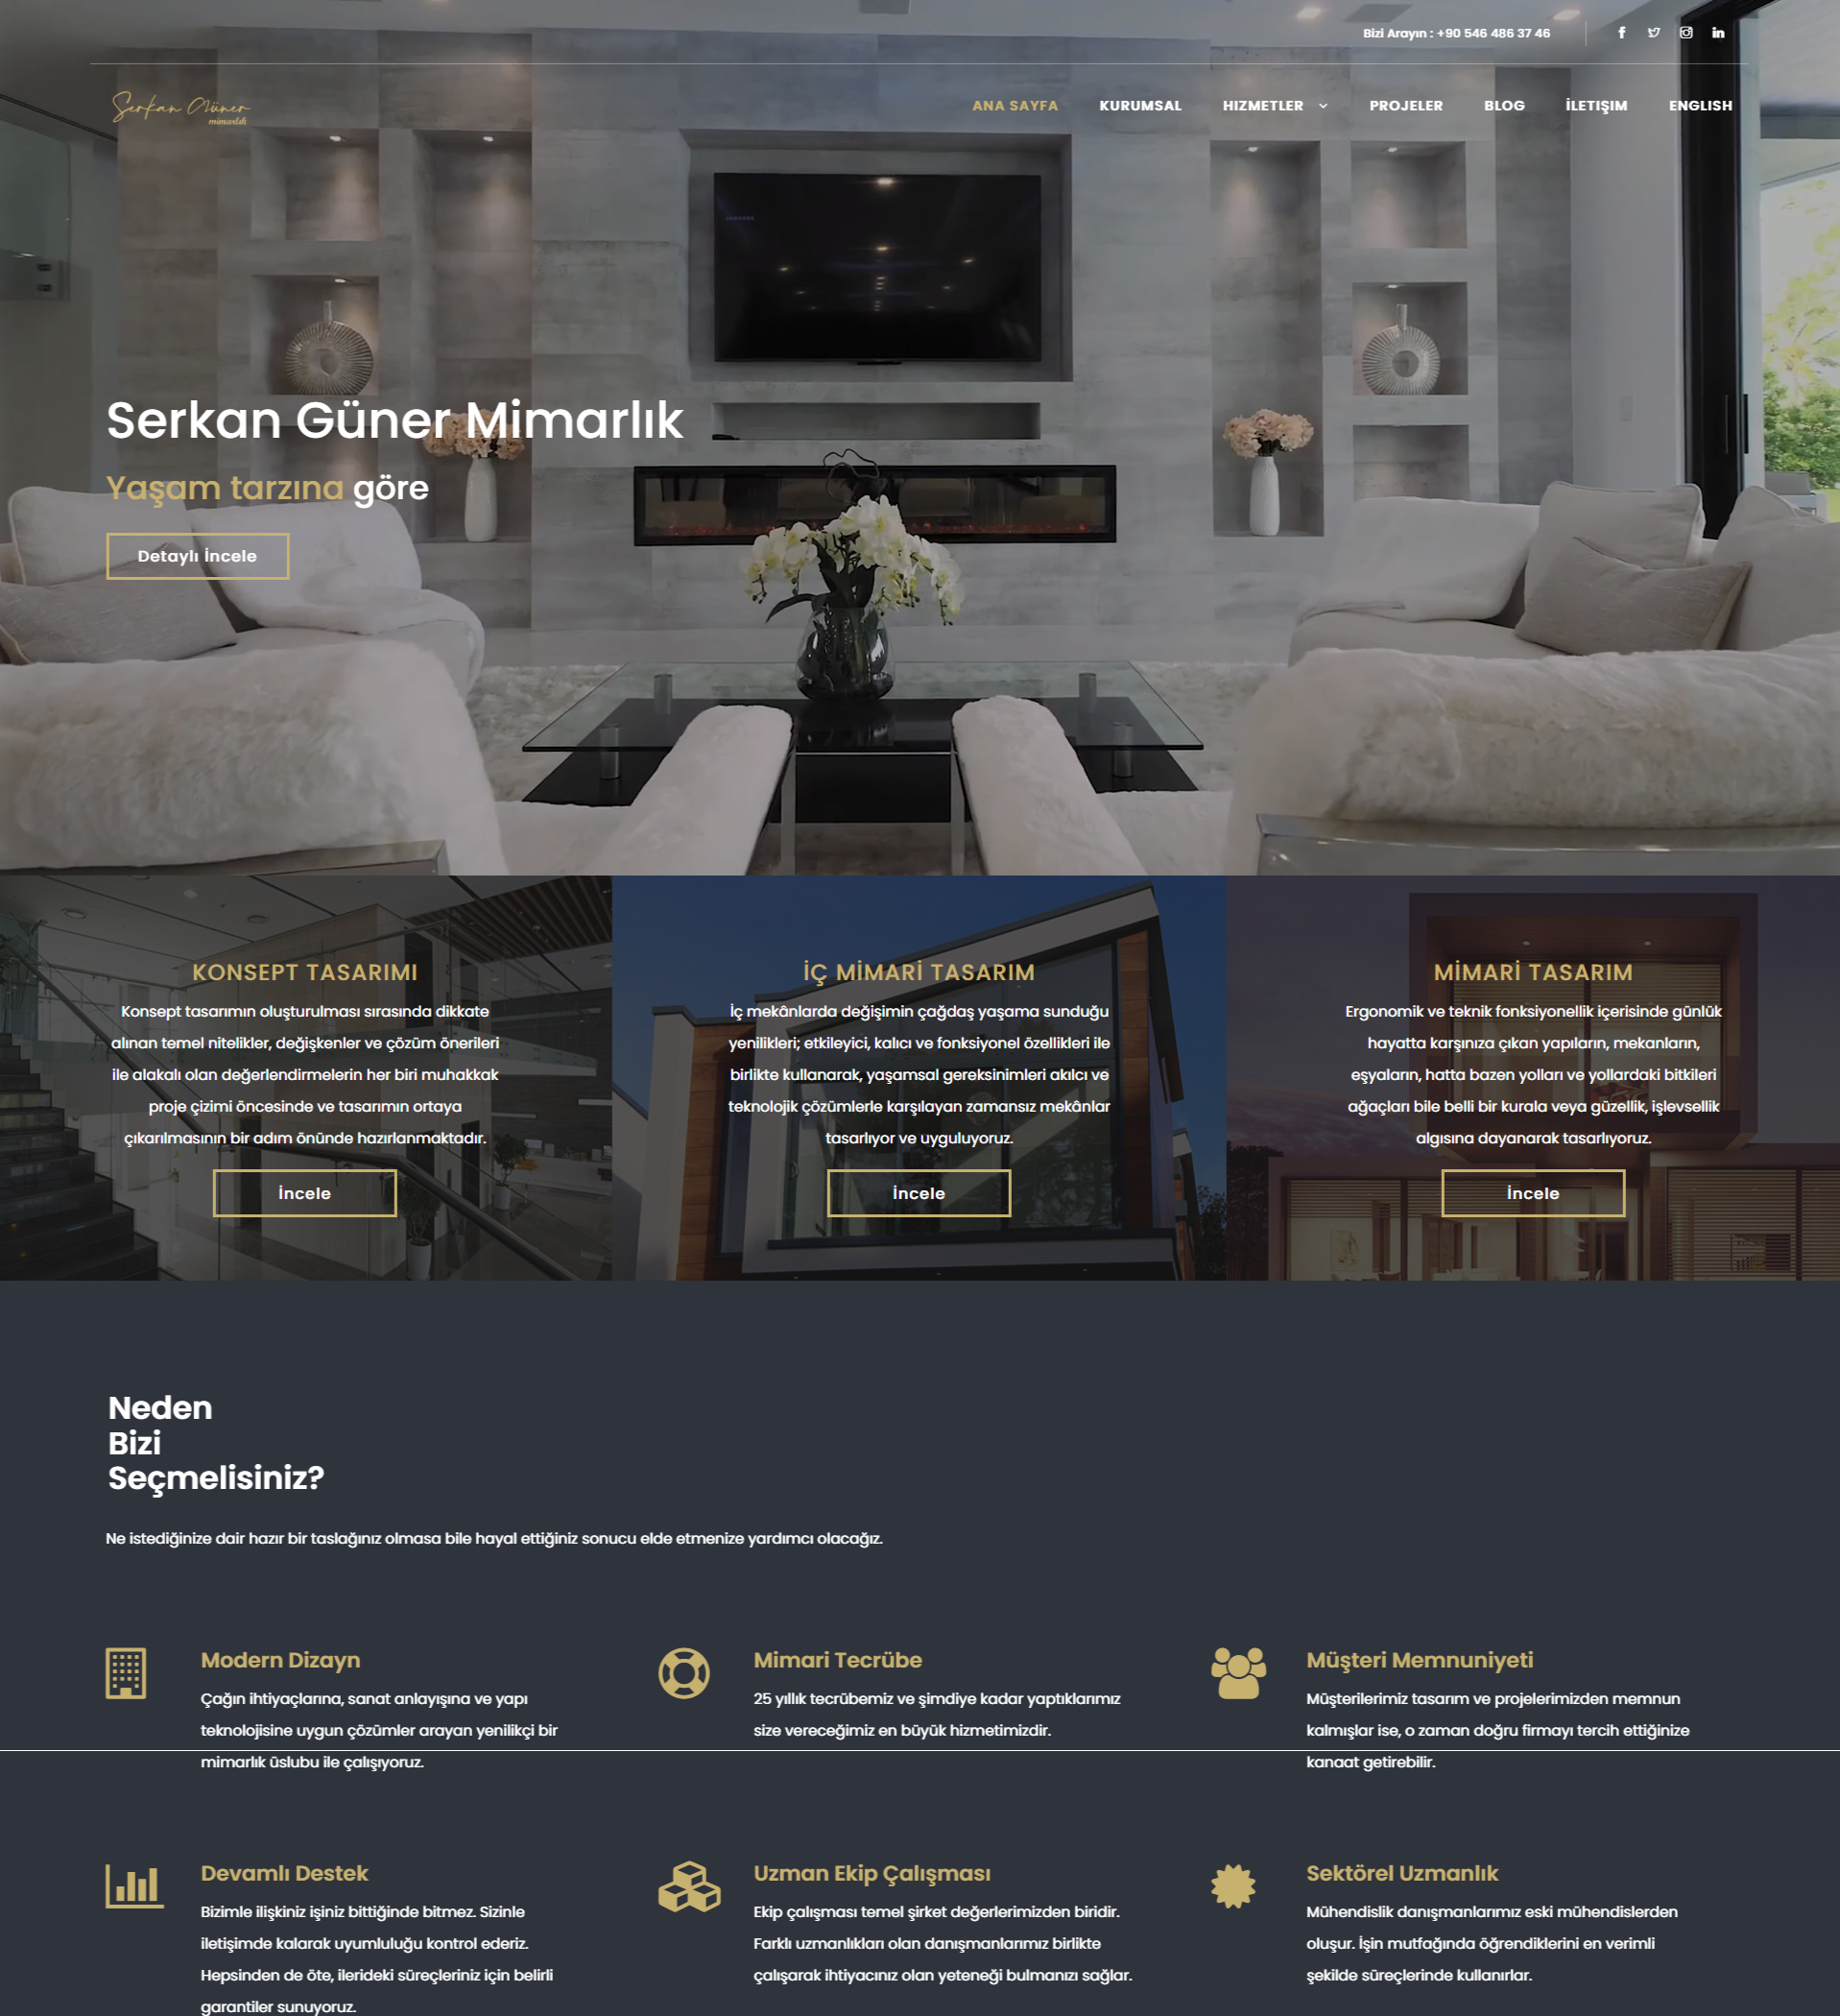 Bizi Arayın : +90 546 486 37 46
Serkan Güner
mimarlık
ANA SAYFA
KURUMSAL
HIZMETLER
PROJELER
BLOG
İLETIŞIM
ENGLISH
SAMSUNG
Serkan Güner Mimarlık
Yaşam tarzına göre
Detaylı İncele
KONSEPT TASARIMI
Konsept tasarımın oluşturulması sırasında dikkate
alınan temel nitelikler, değişkenler ve çözüm önerileri
ile alakalı olan değerlendirmelerin her biri muhakkak
proje çizimi öncesinde ve tasarımın ortaya
çıkarılmasının bir adım önünde hazırlanmaktadır.
İncele
İÇ MİMARİ TASARIM
İç mekânlarda değişimin çağdaş yaşama sunduğu
yenilikleri; etkileyici, kalıcı ve fonksiyonel özellikleri ile
birlikte kullanarak, yaşamsal gereksinimleri akılcı ve
teknolojik çözümlerle karşılayan zamansız mekânlar
tasarlıyor ve uyguluyoruz.
İncele
MİMARİ TASARIM
Ergonomik ve teknik fonksiyonellik içerisinde günlük
hayatta karşınıza çıkan yapıların, mekanların,
eşyaların, hatta bazen yolları ve yollardaki bitkileri
ağaçları bile belli bir kurala veya güzellik, işlevsellik
algısına dayanarak tasarlıyoruz.
İncele
Neden
Bizi
Seçmelisiniz?
Ne istediğinize dair hazır bir taslağınız olmasa bile hayal ettiğiniz sonucu elde etmenize yardımcı olacağız.
Modern Dizayn
Çağın ihtiyaçlarına, sanat anlayışına ve yapı
teknolojisine uygun çözümler arayan yenilikçi bir
mimarlık üslubu ile çalışıyoruz.
Mimari Tecrübe
25 yıllık tecrübemiz ve şimdiye kadar yaptıklarımız
size vereceğimiz en büyük hizmetimizdir.
Müşteri Memnuniyeti
Müşterilerimiz tasarım ve projelerimizden memnun
kalmışlar ise, o zaman doğru firmayı tercih ettiğinize
kanaat getirebilir.
Devamlı Destek
Bizimle ilişkiniz işiniz bittiğinde bitmez. Sizinle
iletişimde kalarak uyumluluğu kontrol ederiz.
Hepsinden de öte, ilerideki süreçleriniz için belirli
garantiler sunuyoruz.
Uzman Ekip Çalışması
Ekip çalışması temel şirket değerlerimizden biridir.
Farklı uzmanlıkları olan danışmanlarımız birlikte
çalışarak ihtiyacınız olan yeteneği bulmanızı sağlar.
Sektörel Uzmanlık
Mühendislik danışmanlarımız eski mühendislerden
oluşur. İşin mutfağında öğrendiklerini en verimli
şekilde süreçlerinde kullanırlar.